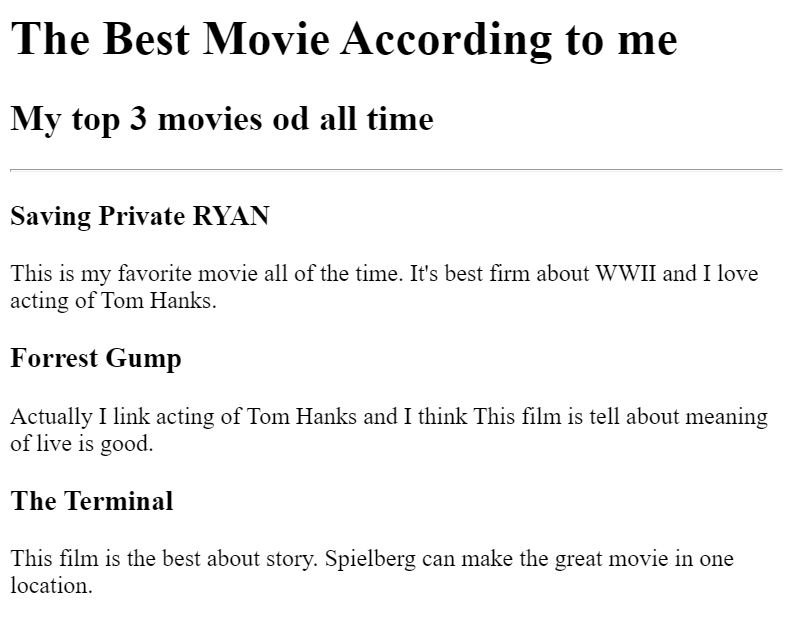 The Best Movie According to me
My top 3 movies od all time
Saving Private RYAN
This is my favorite movie all of the time. It's best firm about WWII and I love
acting of Tom Hanks.
Forrest Gump
Actually I link acting of Tom Hanks and I think This film is tell about meaning
of live is good.
The Terminal
This film is the best about story. Spielberg can make the great movie in one
location.